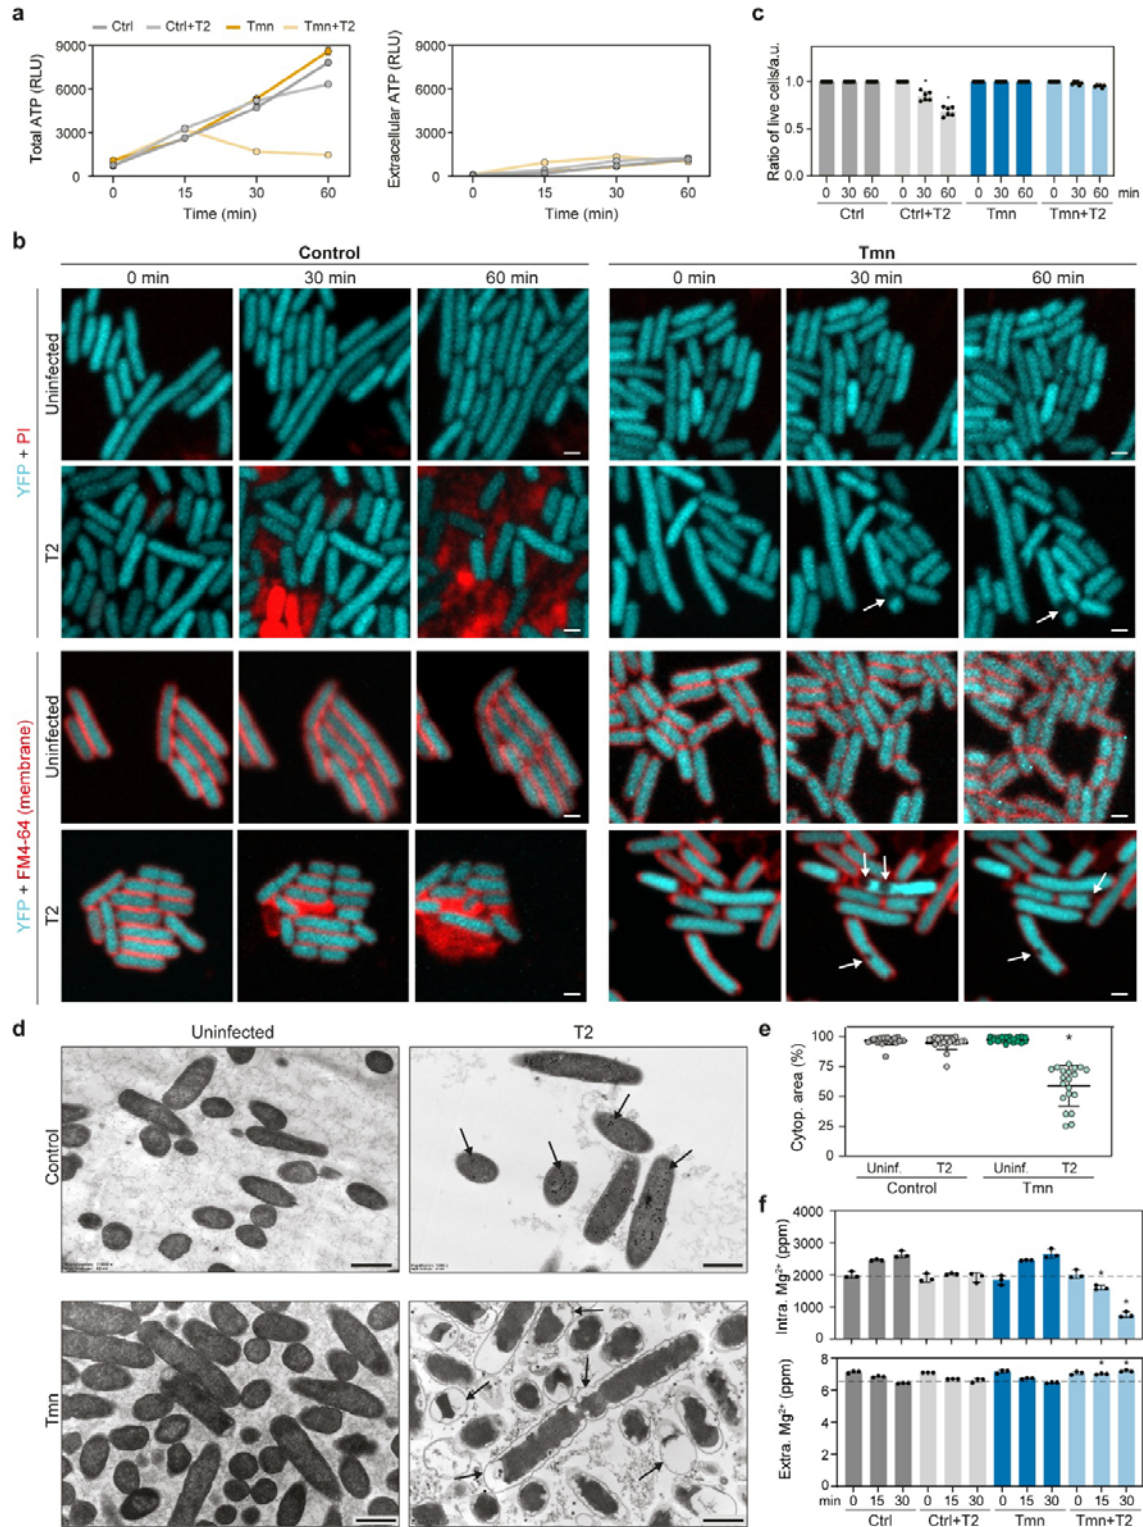 a
Ctrl Ctrl+T2 Tmn Tmn+T2
Total ATP (RLU)
9000
6000
3000
0
0 15 30 60
Time (min)
Extracellular ATP (RLU)
9000
6000
3000
0
0 15 30 60
Time (min)
c
Ratio of live cells/a.u.
1.0
0.5
0.0
* *
0 30 60 0 30 60 0 30 60 0 30 60 min
Ctrl Ctrl+T2 Tmn Tmn+T2
b
Control Tmn
0 min 30 min 60 min 0 min 30 min 60 min
YFP + PI
Uninfected
T2
YFP + FM4-64 (membrane)
Uninfected
T2
d
Uninfected T2
Control
Tmn
e
Cytop. area (%)
100
75
50
25
0
*
Uninf. T2 Uninf. T2
Control Tmn
f
Intra. Mg²⁺ (ppm)
4000
3000
2000
1000
0
* *
Extra. Mg²⁺ (ppm)
8
6
4
2
0
* *
min 0 15 30 0 15 30 0 15 30 0 15 30
Ctrl Ctrl+T2 Tmn Tmn+T2